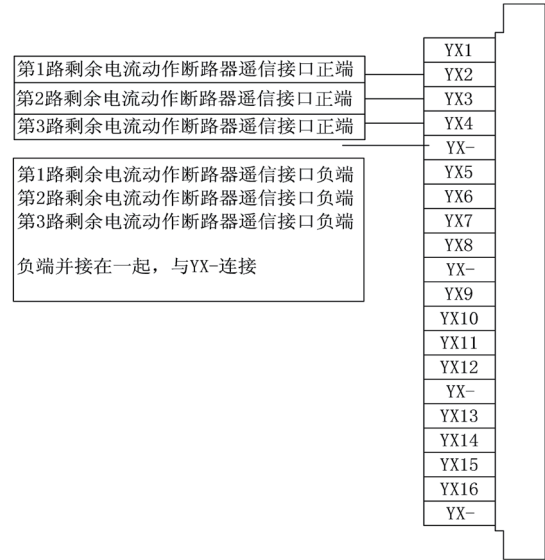 第1路剩余电流动作断路器遥信接口正端
第2路剩余电流动作断路器遥信接口正端
第3路剩余电流动作断路器遥信接口正端
第1路剩余电流动作断路器遥信接口负端
第2路剩余电流动作断路器遥信接口负端
第3路剩余电流动作断路器遥信接口负端
负端并接在一起，与YX-连接
YX1
YX2
YX3
YX4
YX-
YX5
YX6
YX7
YX8
YX-
YX9
YX10
YX11
YX12
YX-
YX13
YX14
YX15
YX16
YX-